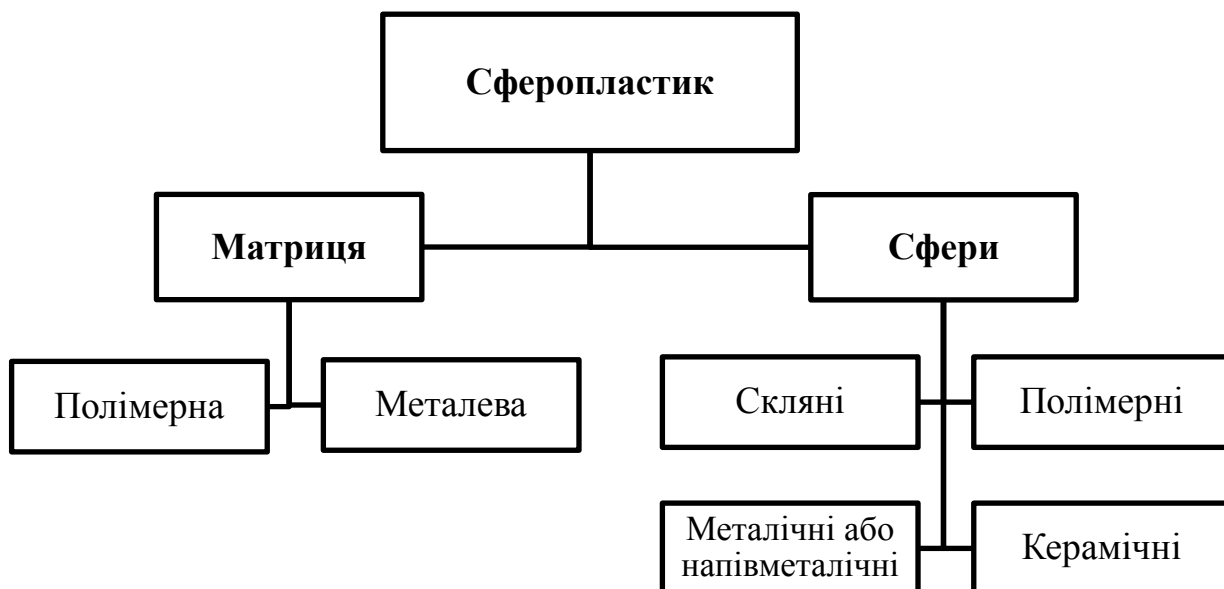 Сферопластик
Матриця
Сфери
Полімерна
Металева
Скляні
Полімерні
Металічні або
напівметалічні
Керамічні